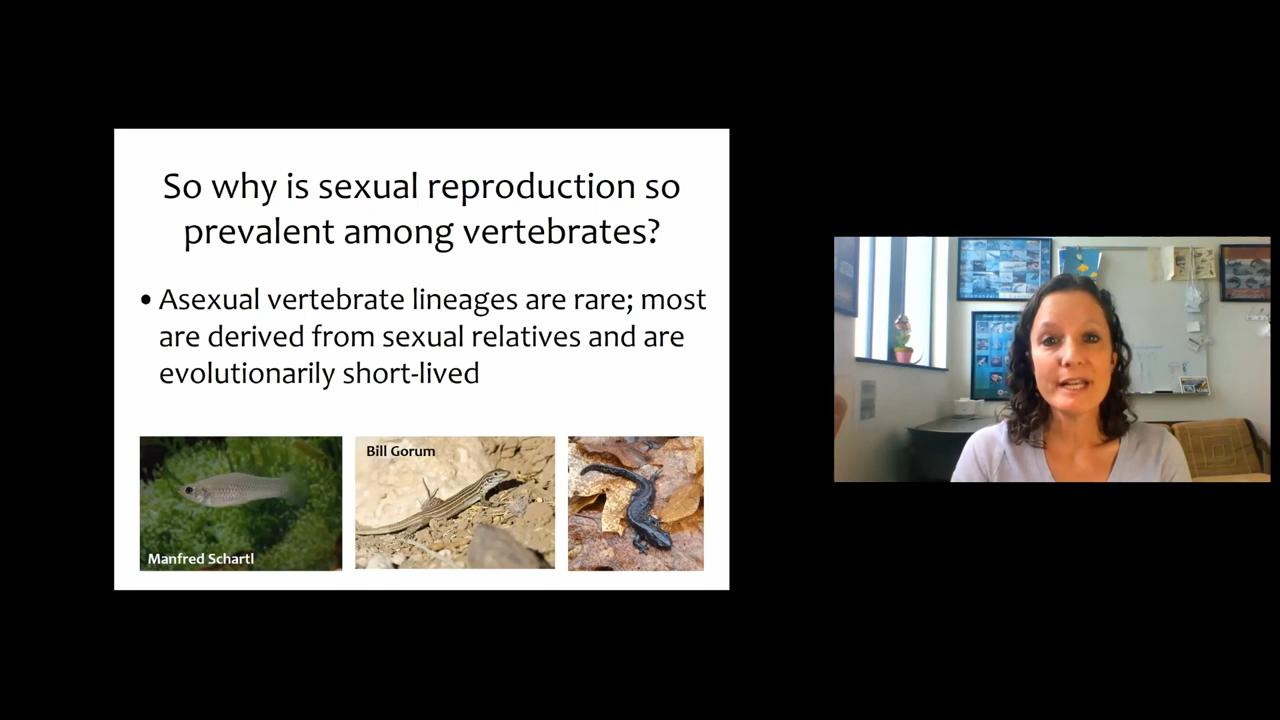 So why is sexual reproduction so
prevalent among vertebrates?
• Asexual vertebrate lineages are rare; most
are derived from sexual relatives and are
evolutionarily short-lived
Bill Gorum
Manfred Schartl